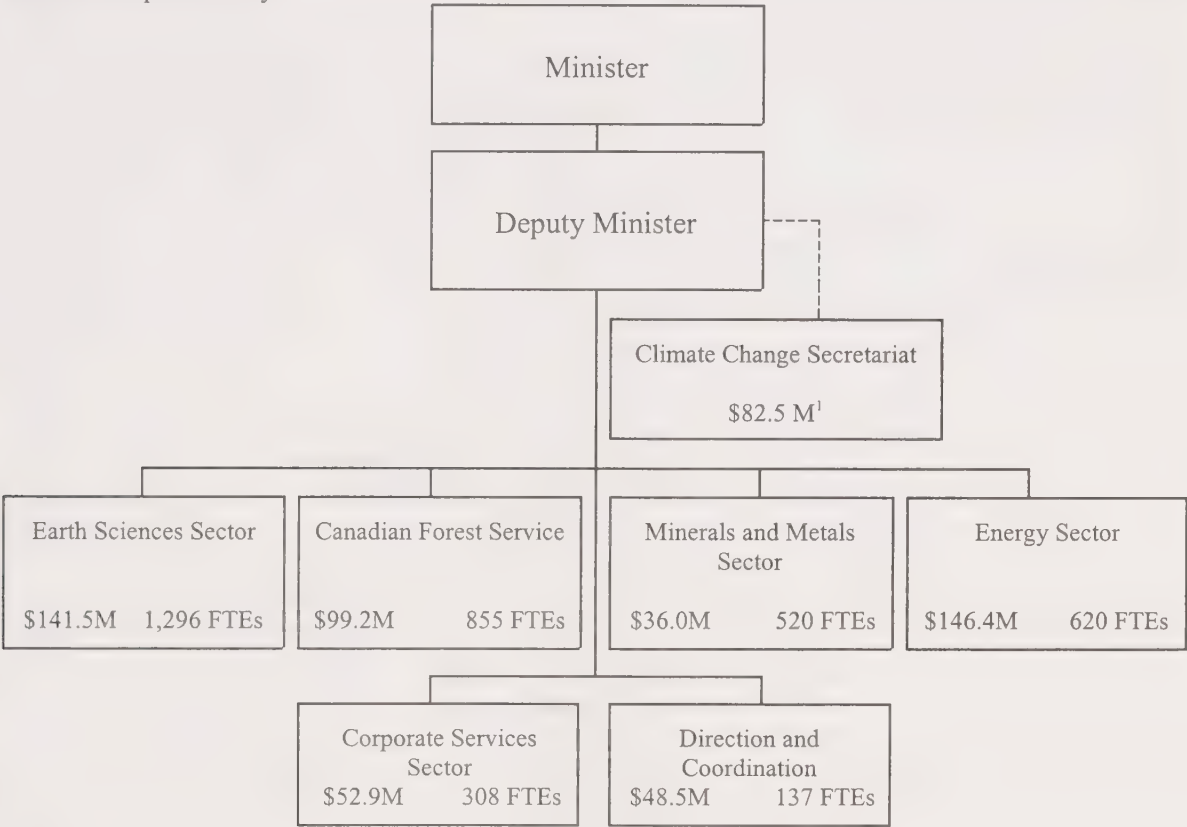 Minister
Deputy Minister
Climate Change Secretariat
$82.5 M¹
Earth Sciences Sector
$141.5M 1,296 FTEs
Canadian Forest Service
$99.2M 855 FTEs
Minerals and Metals
Sector
$36.0M 520 FTEs
Energy Sector
$146.4M 620 FTEs
Corporate Services
Sector
$52.9M 308 FTEs
Direction and
Coordination
$48.5M 137 FTEs